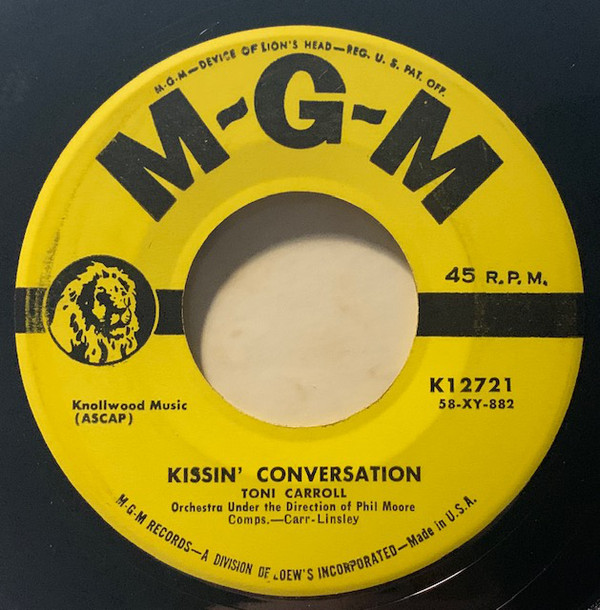 M-G-M—DEVICE OF LION'S HEAD—REG. U. S. PAT. OFF.
M-G-M
45 R.P.M.
K12721
58-XY-882
Knollwood Music
(ASCAP)
KISSIN' CONVERSATION
TONI CARROLL
Orchestra Under the Direction of Phil Moore
Comps.—Carr-Linsley
M-G-M RECORDS—A DIVISION OF LOEW'S INCORPORATED—Made in U.S.A.